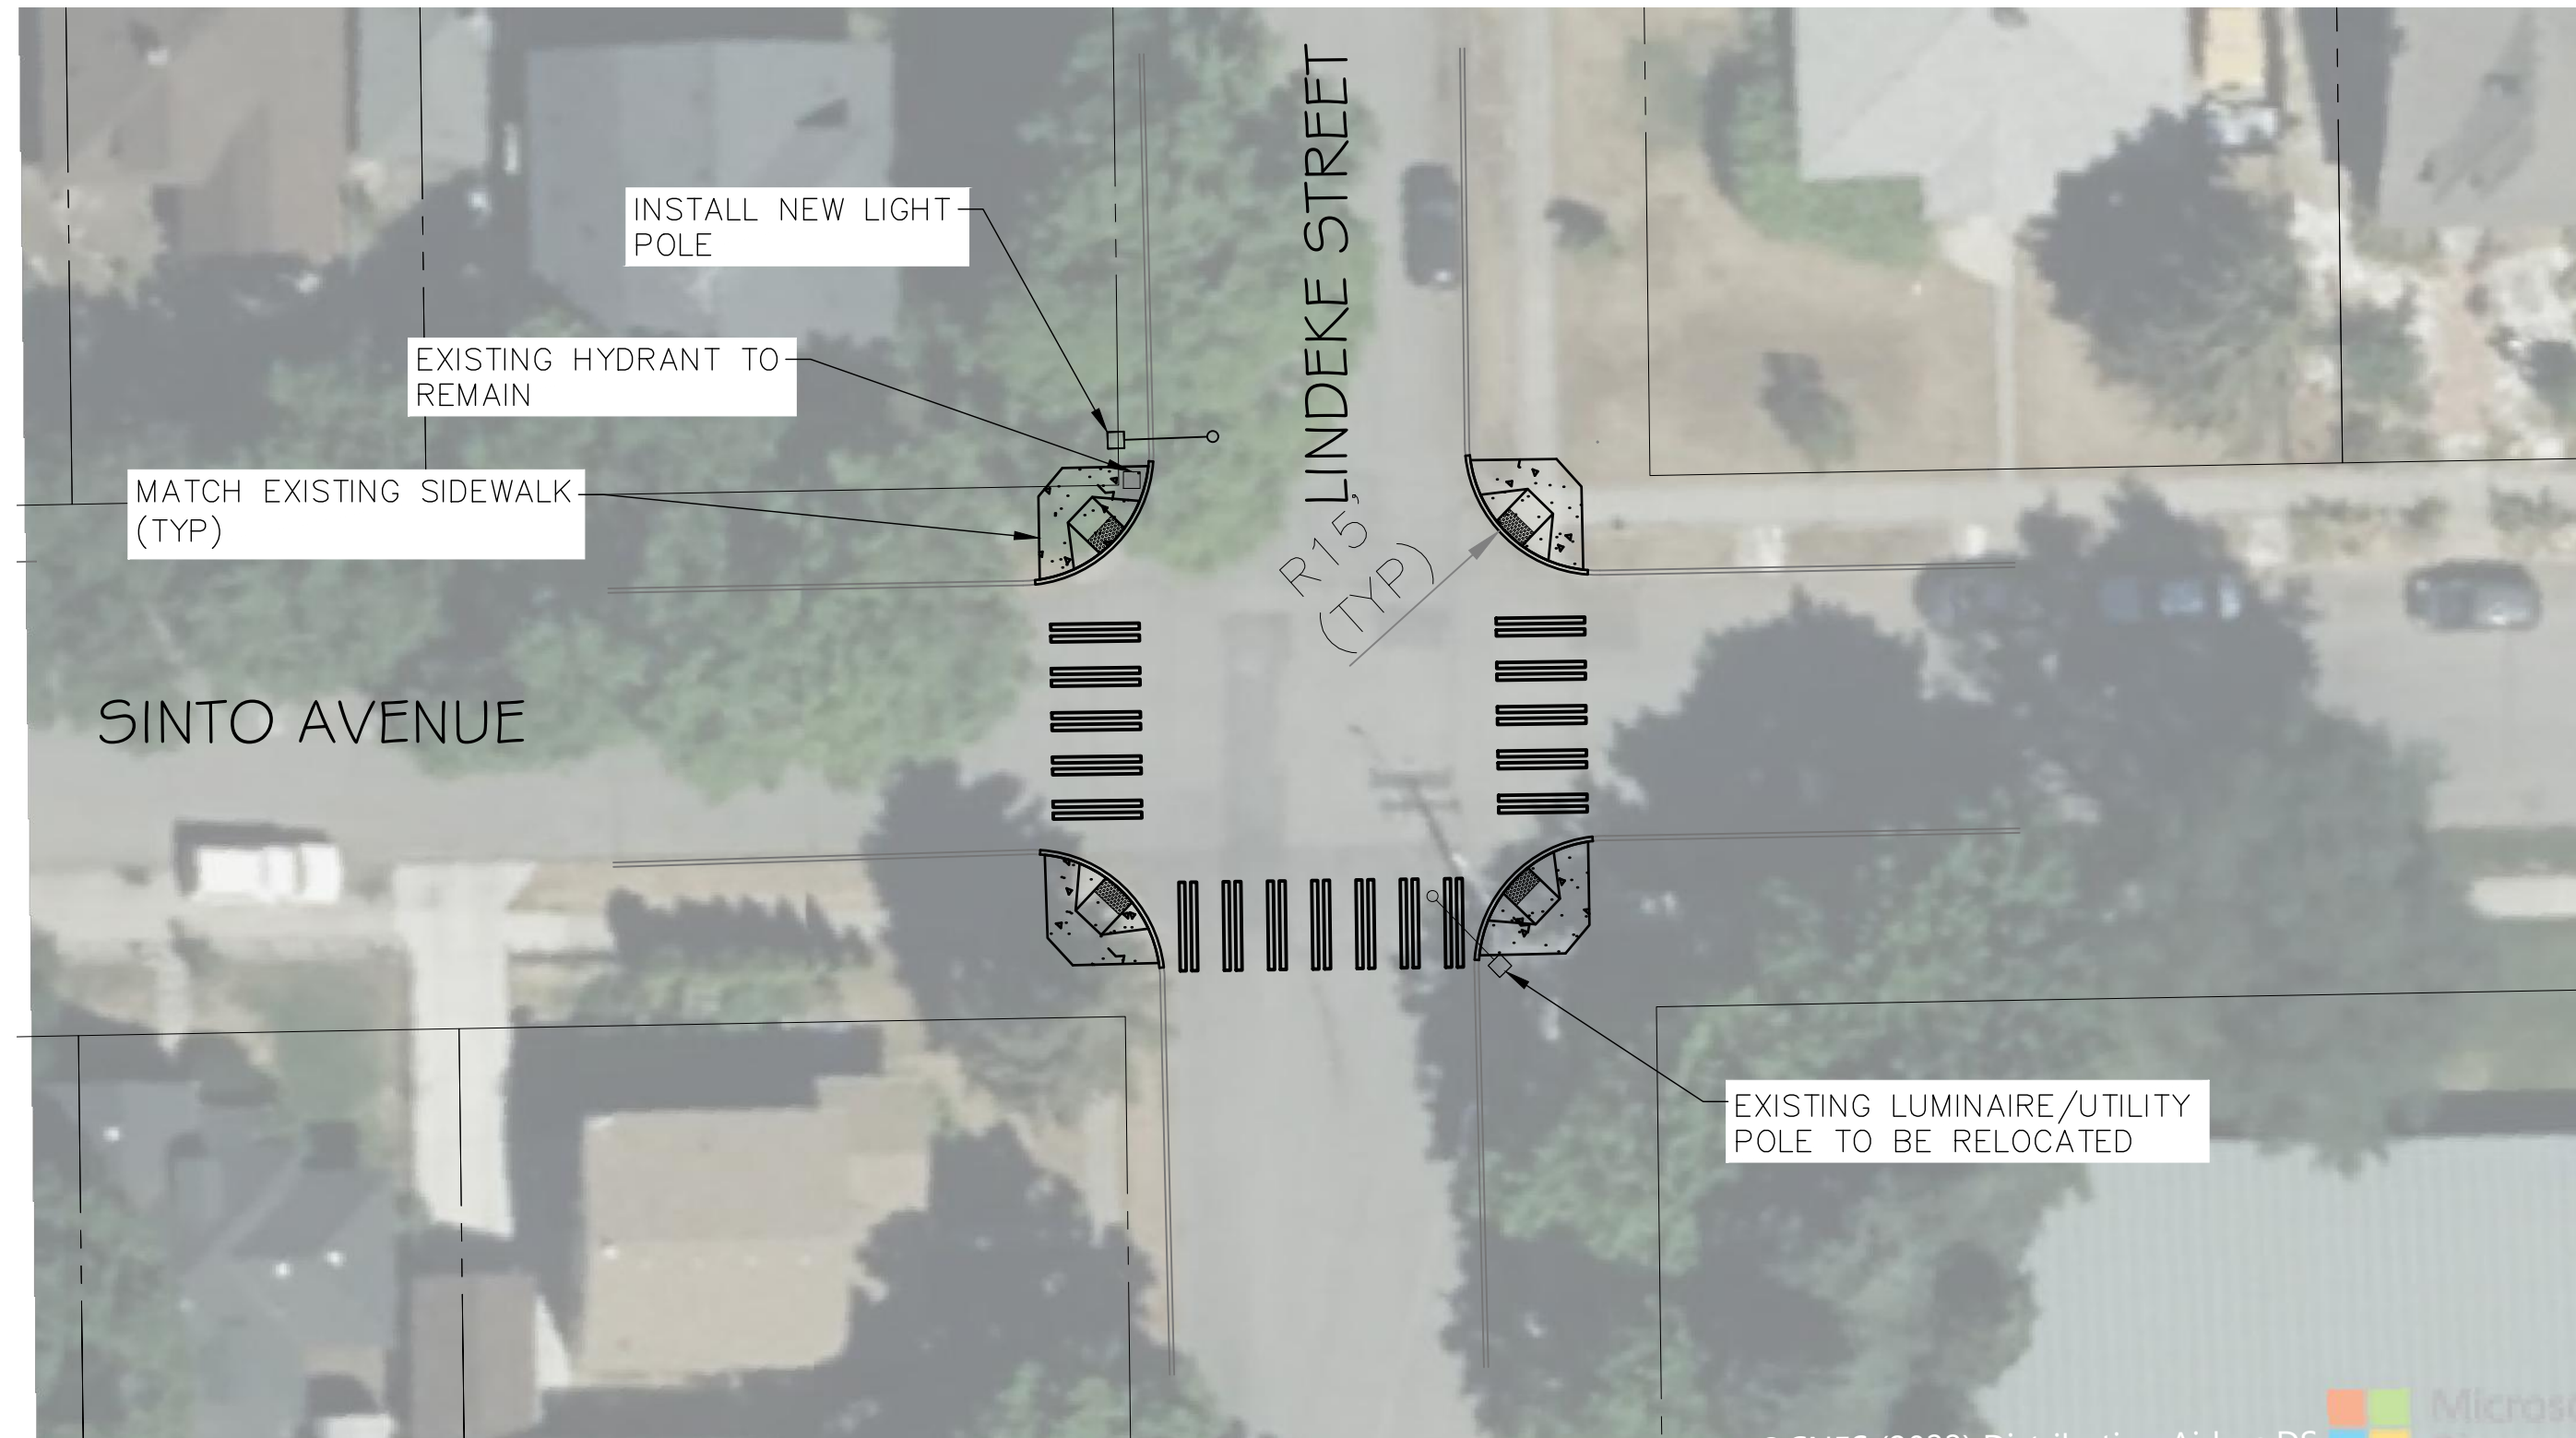 LINDEKE STREET
INSTALL NEW LIGHT
POLE
EXISTING HYDRANT TO
REMAIN
MATCH EXISTING SIDEWALK
(TYP)
R15'
(TYP)
SINTO AVENUE
EXISTING LUMINAIRE/UTILITY
POLE TO BE RELOCATED